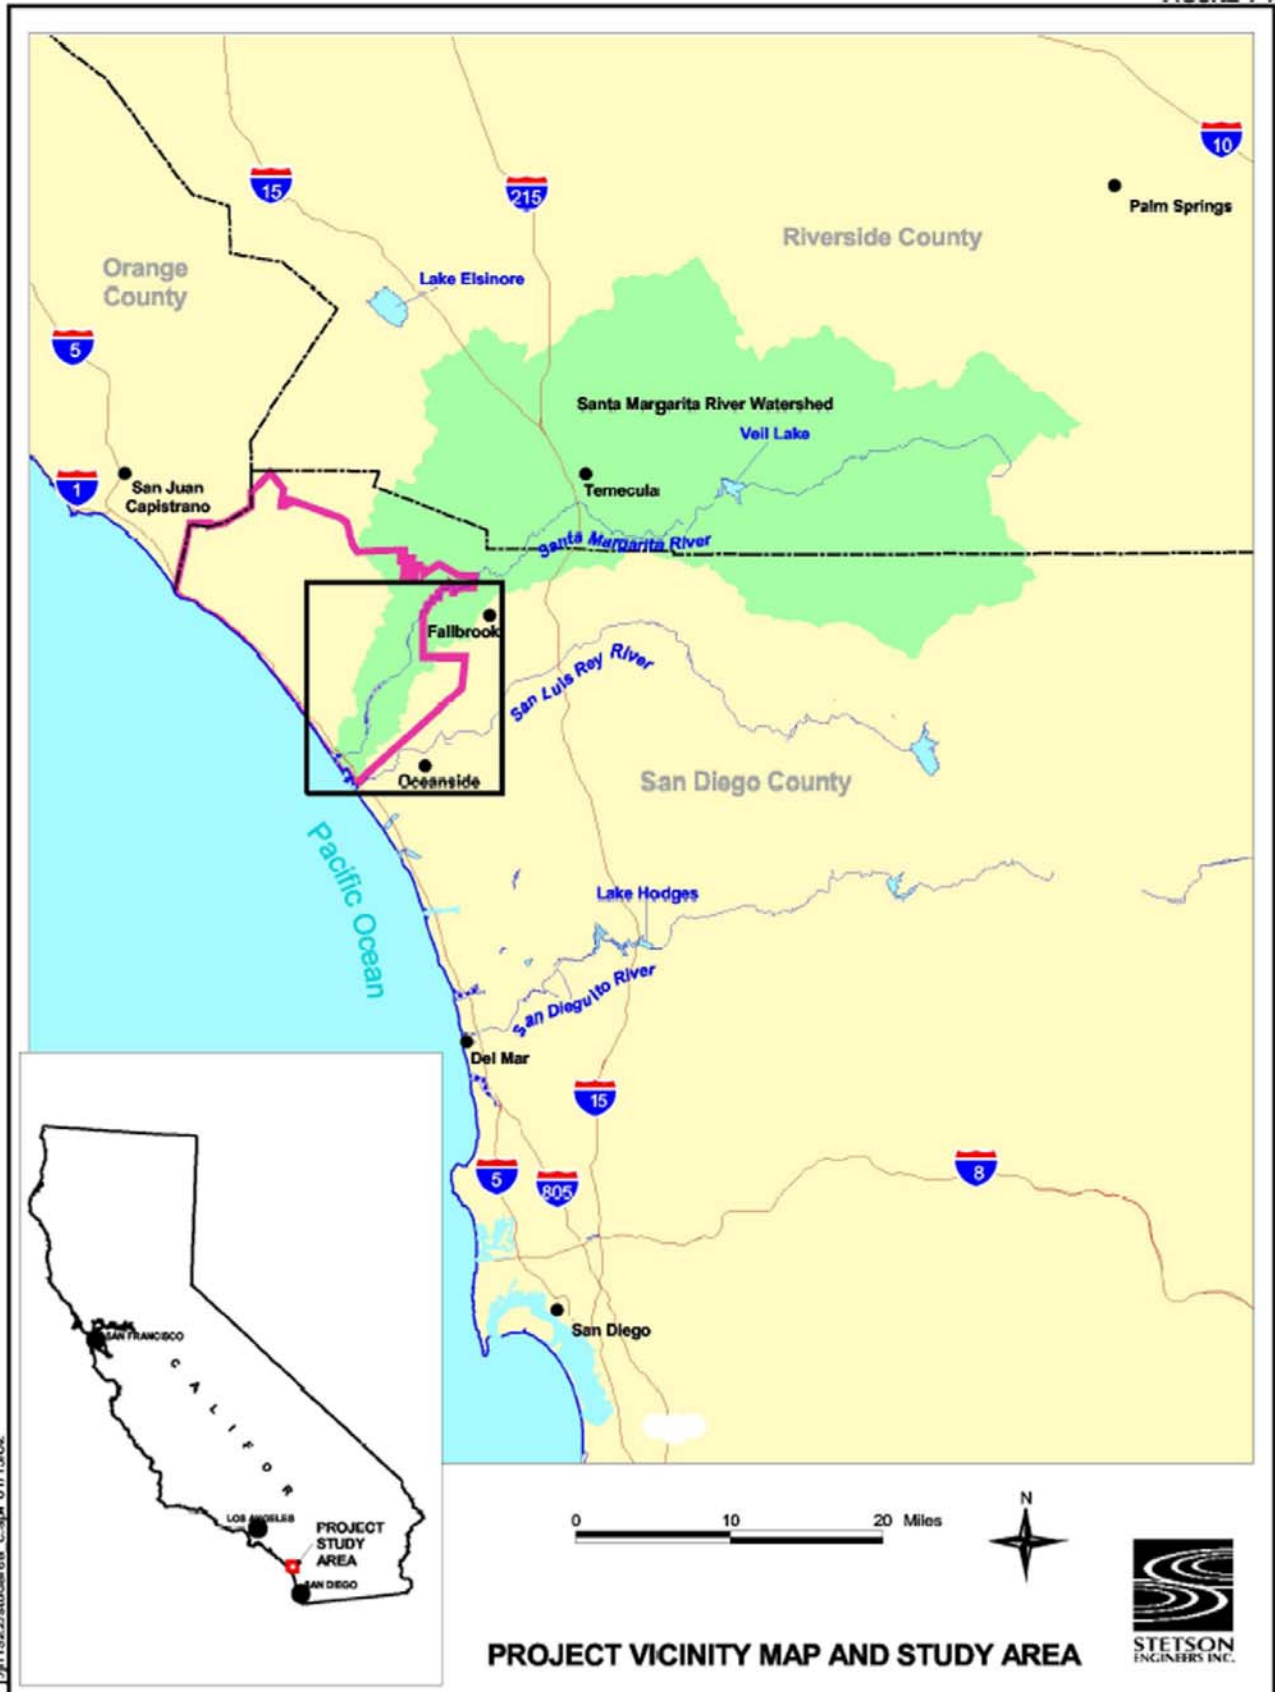 10
15
215
Palm Springs
Riverside County
Orange
County
Lake Elsinore
5
Santa Margarita River Watershed
Veil Lake
1
San Juan
Capistrano
Temecula
Santa Margarita River
Fallbrook
San Luis Rey River
Oceanside
San Diego County
Pacific Ocean
Lake Hodges
San Dieguito River
Del Mar
15
5
805
8
San Diego
SAN FRANCISCO
CALIFOR
LOS ANGELES
PROJECT
STUDY
AREA
SAN DIEGO
0 10 20 Miles
N
PROJECT VICINITY MAP AND STUDY AREA
STETSON
ENGINEERS INC.